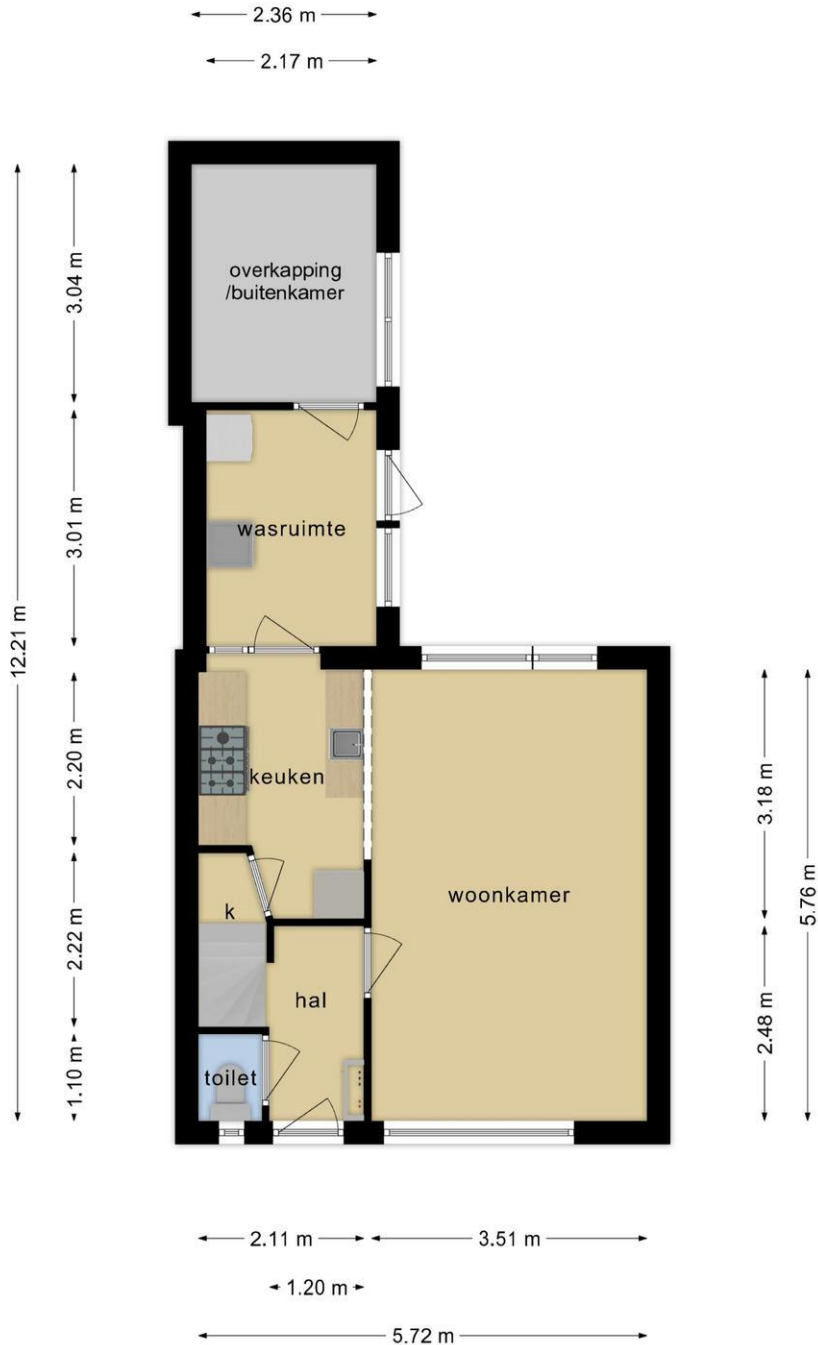 2.36 m
2.17 m
overkapping
/buitenkamer
3.04 m
wasruimte
3.01 m
12.21 m
keuken
2.20 m
3.18 m
woonkamer
5.76 m
k
2.22 m
hal
2.48 m
toilet
1.10 m
2.11 m
3.51 m
1.20 m
5.72 m